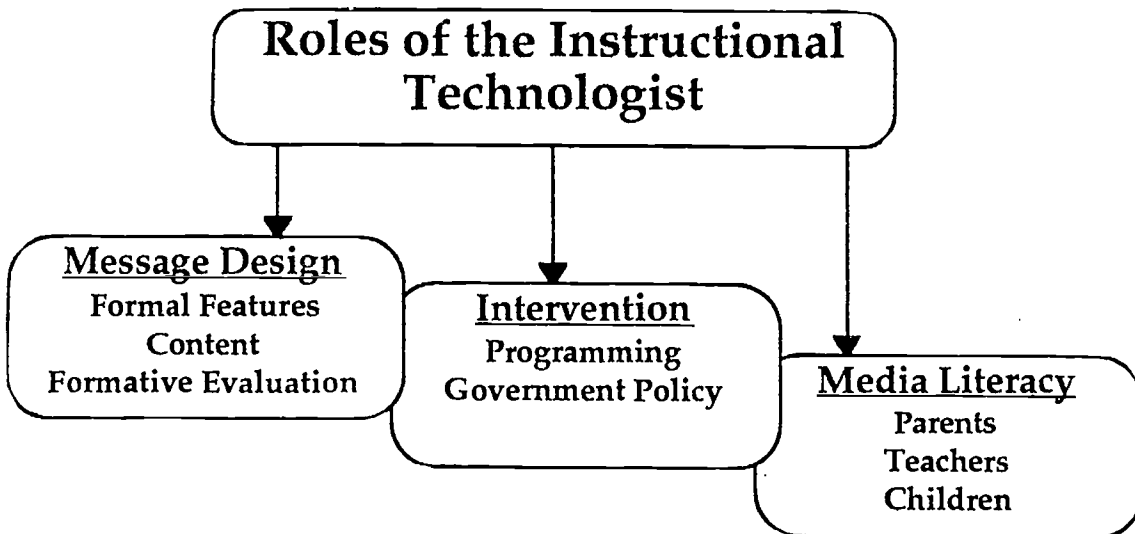 Roles of the Instructional
Technologist
Message Design
Formal Features
Content
Formative Evaluation
Intervention
Programming
Government Policy
Media Literacy
Parents
Teachers
Children